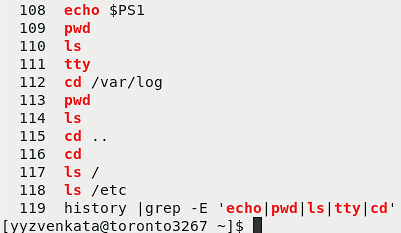 108 echo $PS1
109 pwd
110 ls
111 tty
112 cd /var/log
113 pwd
114 ls
115 cd ..
116 cd
117 ls /
118 ls /etc
119 history |grep -E 'echo|pwd|ls|tty|cd'
[yyzvenkata@toronto3267 ~]$